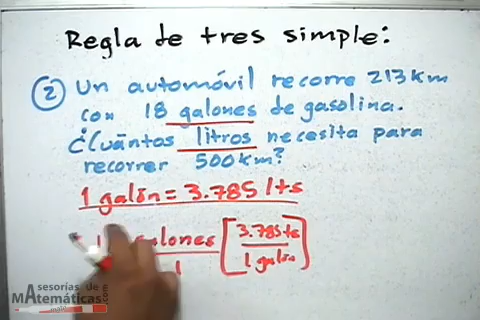 Regla de tres simple:
2 Un automóvil recorre 213 km
con 18 galones de gasolina.
¿Cuántos litros necesita para
recorrer 500 km?
1 galón = 3.785 lts
galones [3.785 lts
1 1 galón]
Asesorías de
Matemáticas.com